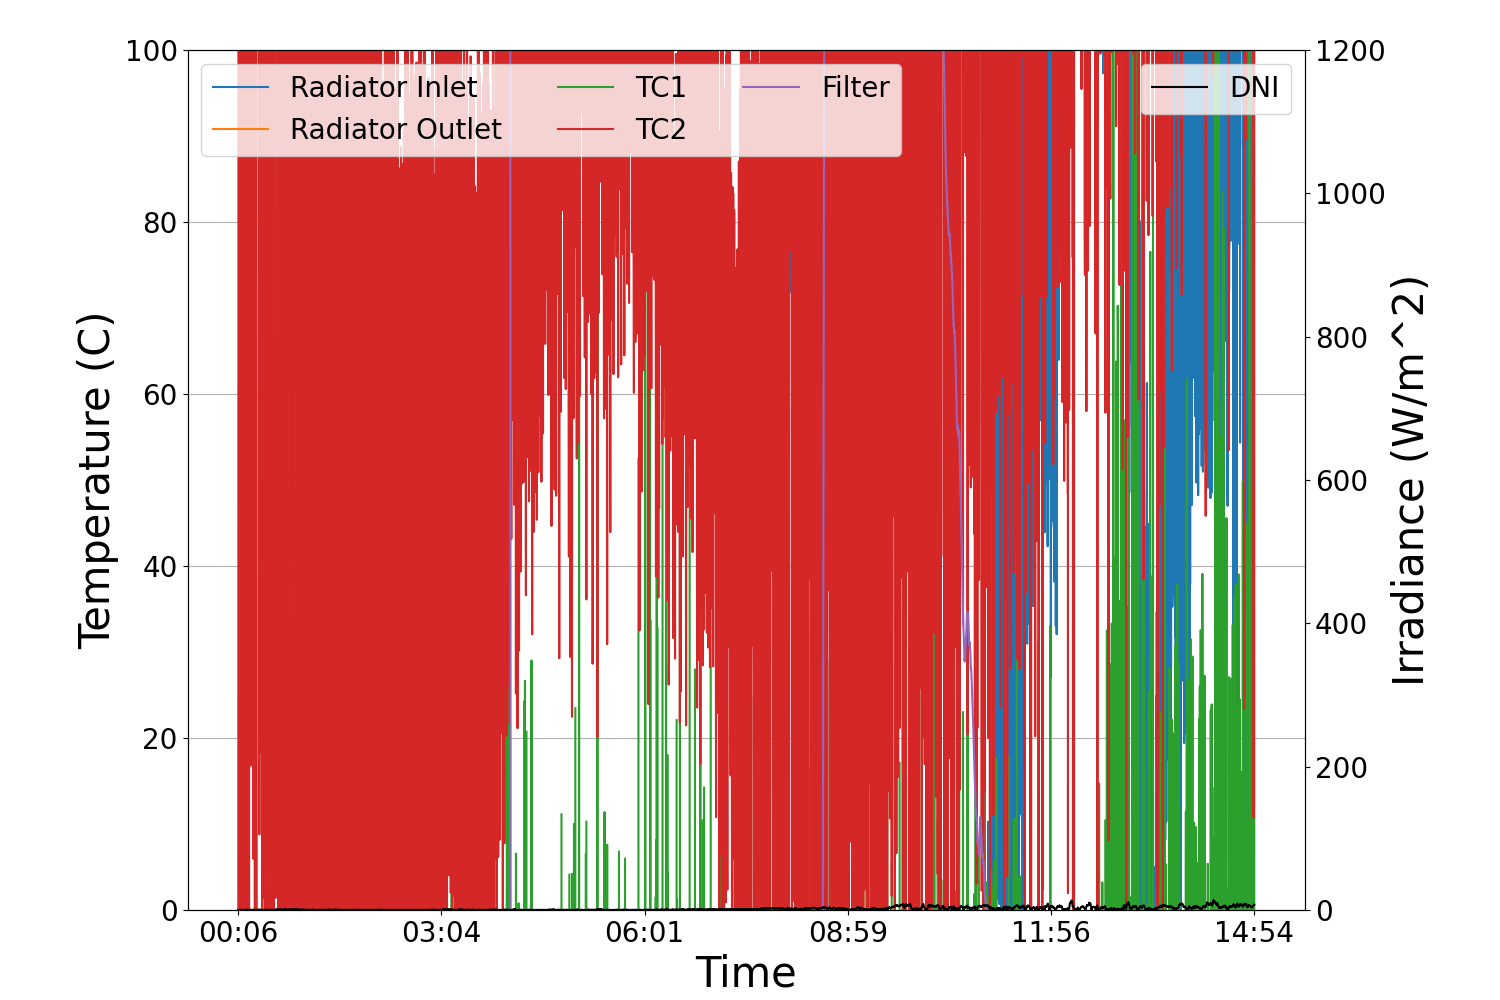 100
80
60
40
20
0
Temperature (C)
Radiator Inlet
Radiator Outlet
TC1
TC2
Filter
DNI
1200
1000
800
600
400
200
0
Irradiance (W/m^2)
00:06
03:04
06:01
08:59
11:56
14:54
Time